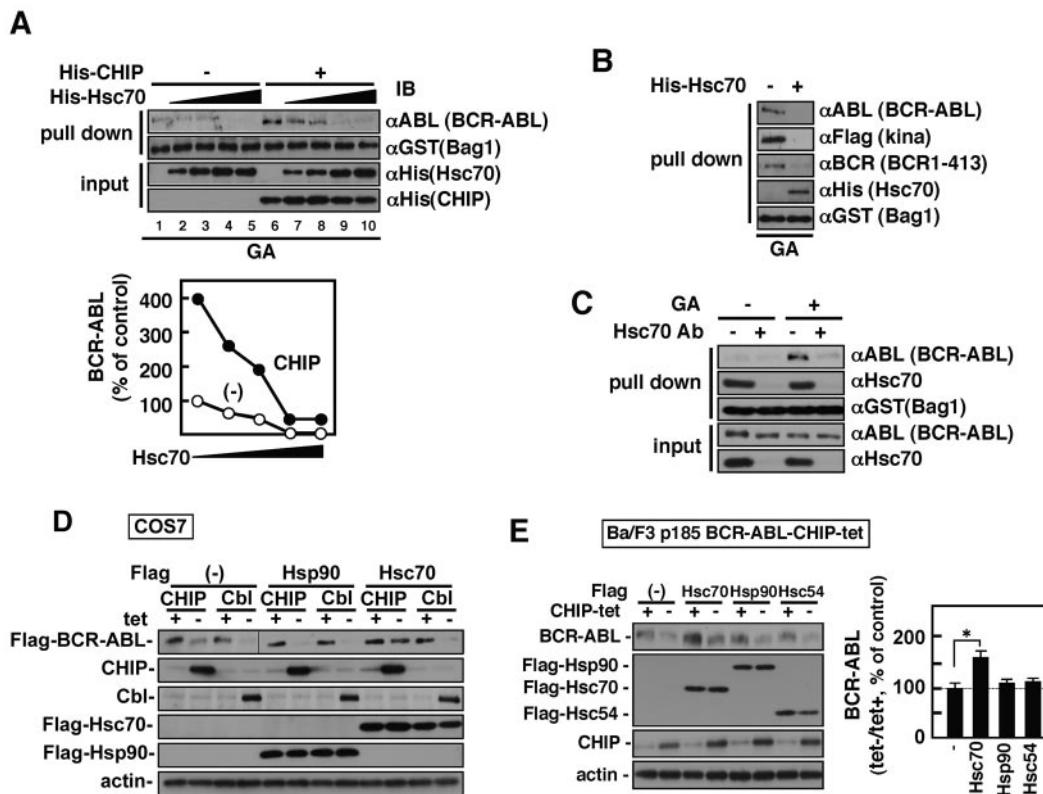 A
His-CHIP - +
His-Hsc70 IB
pull down αABL (BCR-ABL)
αGST(Bag1)
input αHis(Hsc70)
αHis(CHIP)
1 2 3 4 5 6 7 8 9 10
GA
BCR-ABL
(% of control)
400
300
200
100
CHIP
(-)
Hsc70
B
His-Hsc70 - +
pull down
αABL (BCR-ABL)
αFlag (kina)
αBCR (BCR1-413)
αHis (Hsc70)
αGST (Bag1)
GA
C
GA - +
Hsc70 Ab - + - +
pull down
αABL (BCR-ABL)
αHsc70
αGST(Bag1)
input
αABL (BCR-ABL)
αHsc70
D COS7
Flag (-) Hsp90 Hsc70
CHIP Cbl CHIP Cbl CHIP Cbl
tet + - + - + - + - + - + -
Flag-BCR-ABL-
CHIP-
Cbl-
Flag-Hsc70-
Flag-Hsp90-
actin-
E Ba/F3 p185 BCR-ABL-CHIP-tet
Flag (-) Hsc70 Hsp90 Hsc54
CHIP-tet + - + - + - + -
BCR-ABL -
Flag-Hsp90 -
Flag-Hsc70 -
Flag-Hsc54 -
CHIP -
actin -
BCR-ABL
(tet-/tet+, % of control)
200
100
0
*
- Hsc70 Hsp90 Hsc54